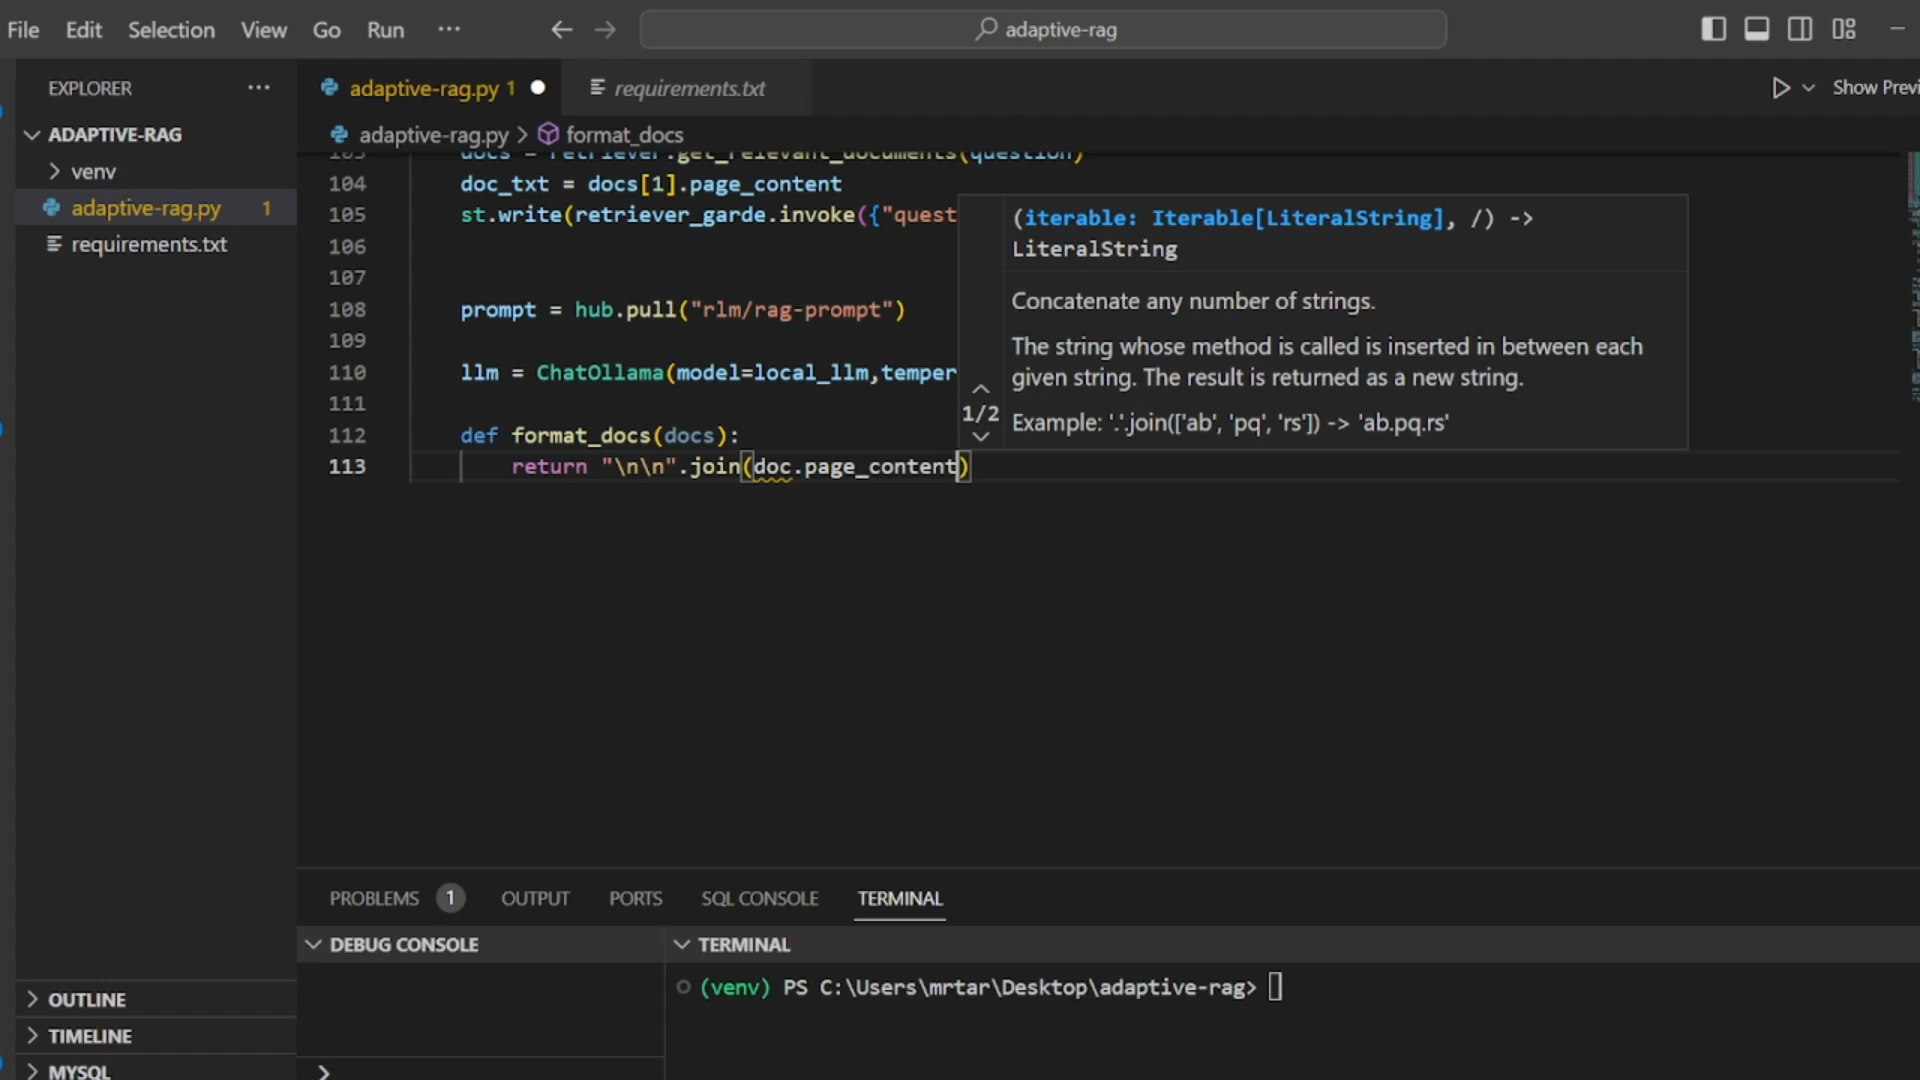 File Edit Selection View Go Run ··· adaptive-rag
EXPLORER ··· adaptive-rag.py 1 requirements.txt Show Previ
ADAPTIVE-RAG adaptive-rag.py > format_docs
venv
adaptive-rag.py 1
requirements.txt
103 docs = retriever.get_relevant_documents(question)
104 doc_txt = docs[1].page_content
105 st.write(retriever_garde.invoke({"quest
106
107
108 prompt = hub.pull("rlm/rag-prompt")
109
110 llm = ChatOllama(model=local_llm,temper
111
112 def format_docs(docs):
113 return "\n\n".join(doc.page_content)
(iterable: Iterable[LiteralString], /) ->
LiteralString
Concatenate any number of strings.
The string whose method is called is inserted in between each
given string. The result is returned as a new string.
1/2
Example: '.'.join(['ab', 'pq', 'rs']) -> 'ab.pq.rs'
PROBLEMS 1 OUTPUT PORTS SQL CONSOLE TERMINAL
DEBUG CONSOLE TERMINAL
(venv) PS C:\Users\mrtar\Desktop\adaptive-rag>
OUTLINE
TIMELINE
MYSQL